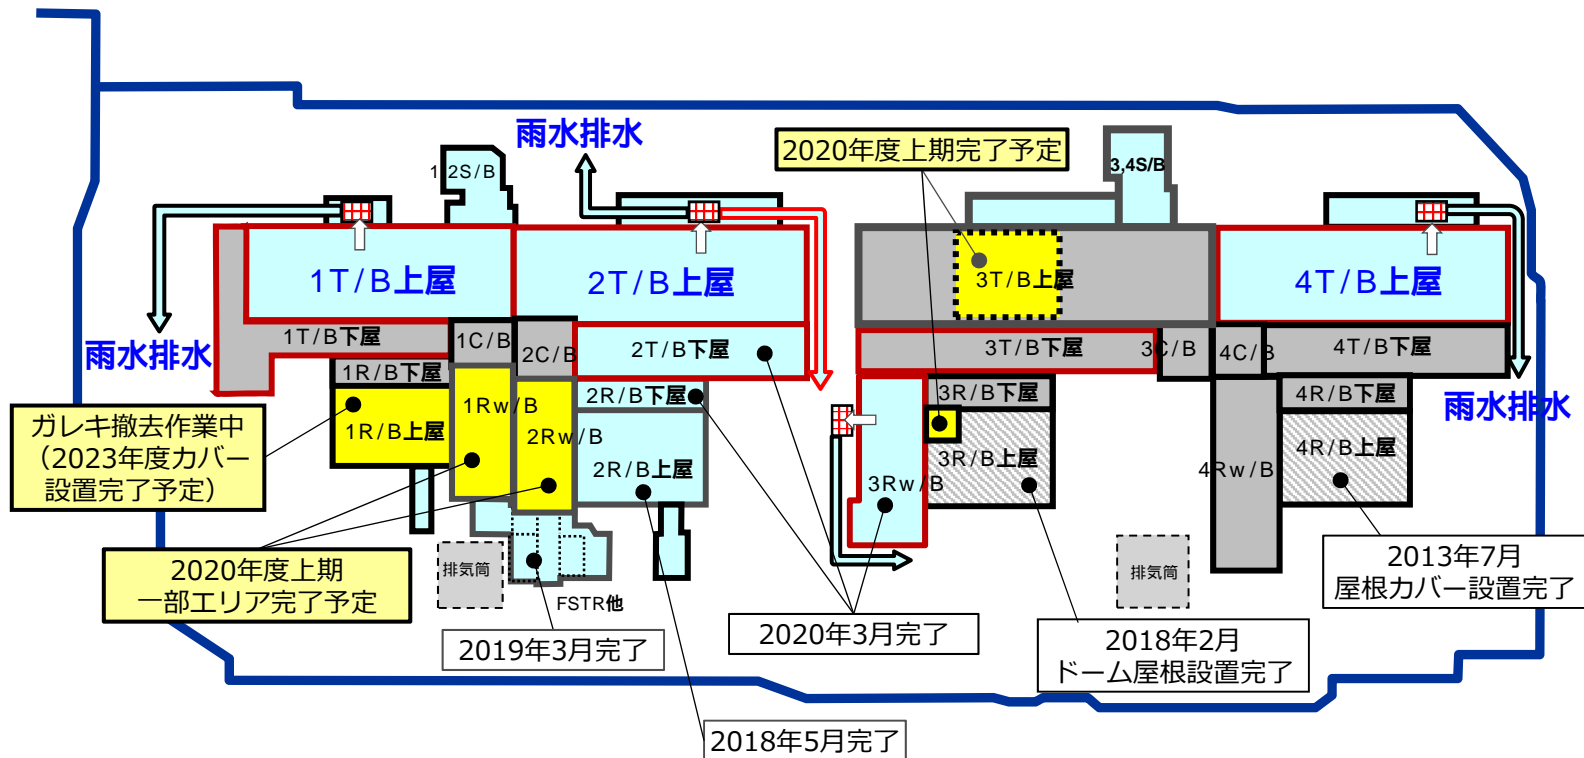 雨水排水
2020年度上期完了予定
1,2S/B
3,4S/B
1T/B上屋
2T/B上屋
3T/B上屋
4T/B上屋
雨水排水
1T/B下屋
1C/B
2C/B
2T/B下屋
3T/B下屋
3C/B
4C/B
4T/B下屋
1R/B下屋
2R/B下屋
3R/B下屋
4R/B下屋
雨水排水
ガレキ撤去作業中
（2023年度カバー
設置完了予定）
1R/B上屋
1Rw/B
2Rw/B
2R/B上屋
3Rw/B
3R/B上屋
4Rw/B
4R/B上屋
2020年度上期
一部エリア完了予定
排気筒
FSTR他
排気筒
2013年7月
屋根カバー設置完了
2019年3月完了
2020年3月完了
2018年2月
ドーム屋根設置完了
2018年5月完了